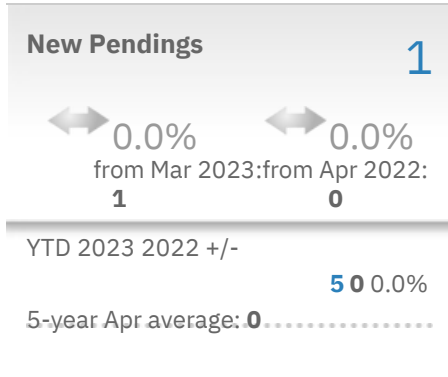 New Pendings 1
0.0% 0.0%
from Mar 2023: from Apr 2022:
1 0
YTD 2023 2022 +/-
5 0 0.0%
5-year Apr average: 0